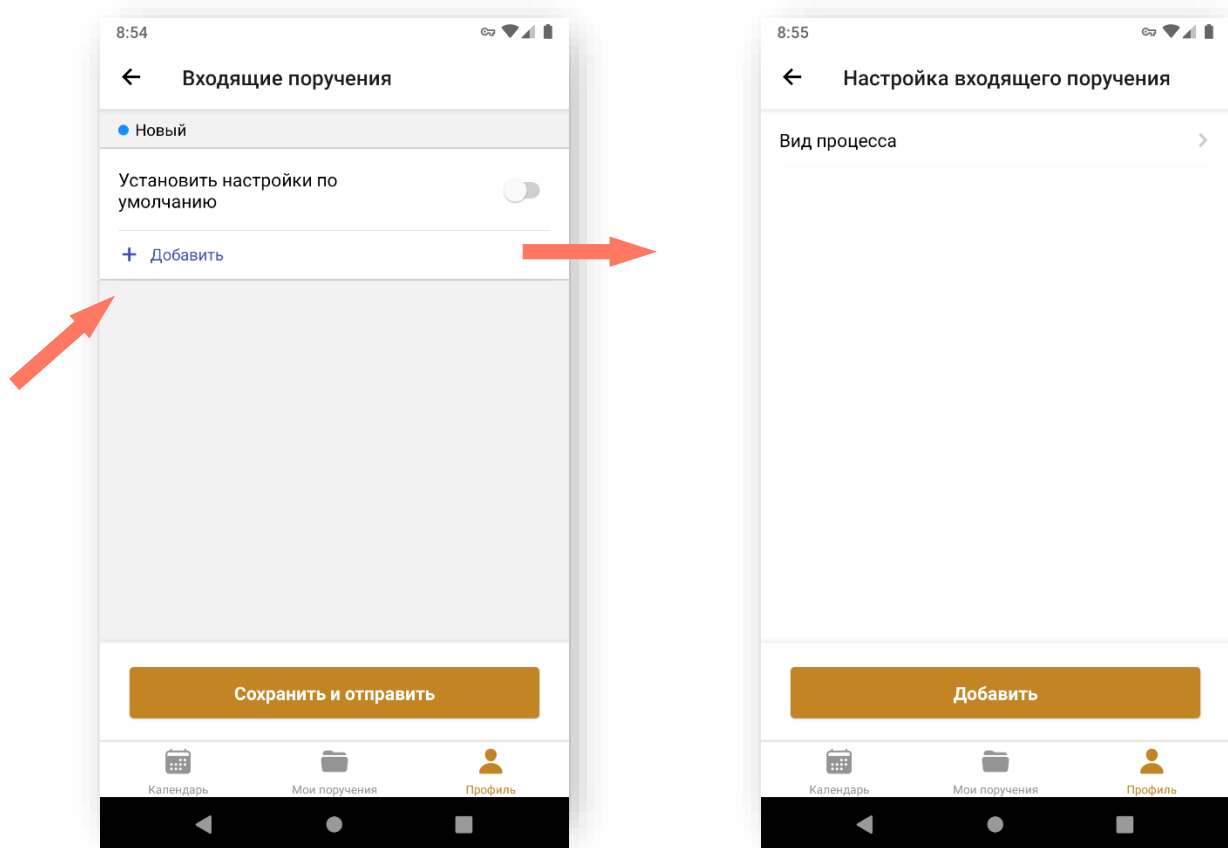 8:54
Входящие поручения
Новый
Установить настройки по
умолчанию
+ Добавить
Сохранить и отправить
Календарь
Мои поручения
Профиль
8:55
Настройка входящего поручения
Вид процесса
Добавить
Календарь
Мои поручения
Профиль